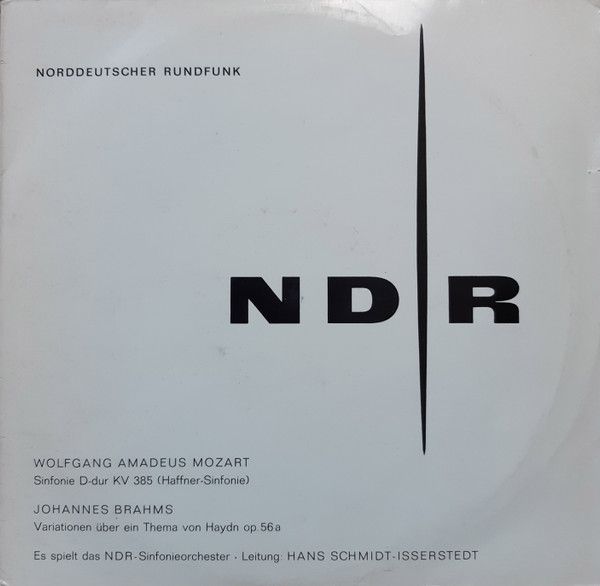 NORDDEUTSCHER RUNDFUNK
NDR
WOLFGANG AMADEUS MOZART
Sinfonie D-dur KV 385 (Haffner-Sinfonie)
JOHANNES BRAHMS
Variationen über ein Thema von Haydn op. 56 a
Es spielt das NDR-Sinfonieorchester · Leitung: HANS SCHMIDT-ISSERSTEDT